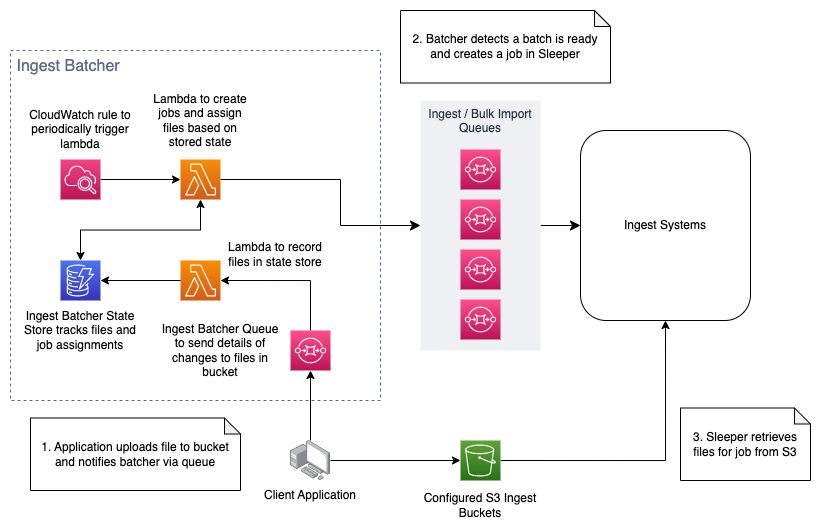 2. Batcher detects a batch is ready
and creates a job in Sleeper
Ingest Batcher
CloudWatch rule to
periodically trigger
lambda
Lambda to create
jobs and assign
files based on
stored state
Ingest / Bulk Import
Queues
Ingest Systems
Lambda to record
files in state store
Ingest Batcher State
Store tracks files and
job assignments
Ingest Batcher Queue
to send details of
changes to files in
bucket
1. Application uploads file to bucket
and notifies batcher via queue
Client Application
Configured S3 Ingest
Buckets
3. Sleeper retrieves
files for job from S3